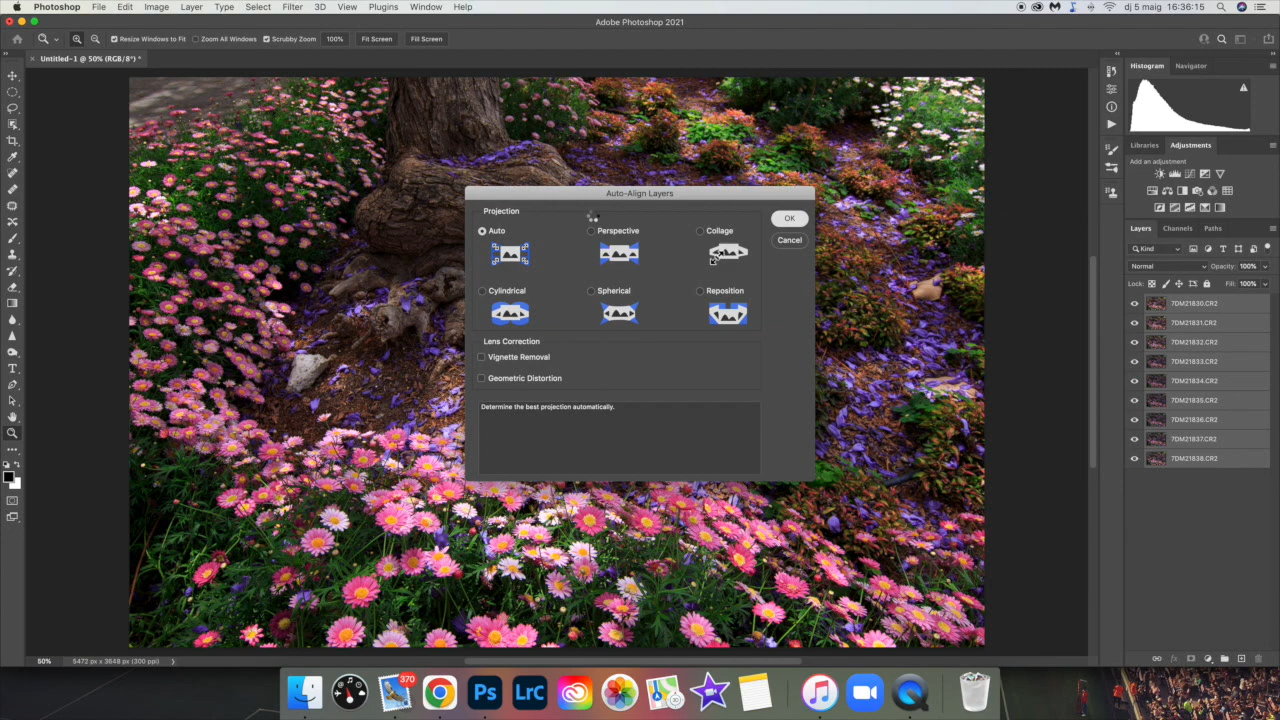 Photoshop File Edit Image Layer Type Select Filter 3D View Plugins Window Help dj 5 maig 16:36:15
Adobe Photoshop 2021
Resize Windows to Fit Zoom All Windows Scrubby Zoom 100% Fit Screen Fill Screen
Untitled-1 @ 50% (RGB/8*) *
Histogram Navigator
Libraries Adjustments
Add an adjustment
Layers Channels Paths
Kind
Normal Opacity: 100%
Lock: Fill: 100%
7DM21830.CR2
7DM21831.CR2
7DM21832.CR2
7DM21833.CR2
7DM21834.CR2
7DM21835.CR2
7DM21836.CR2
7DM21837.CR2
7DM21838.CR2
Auto-Align Layers
Projection
Auto Perspective Collage
Cylindrical Spherical Reposition
OK
Cancel
Lens Correction
Vignette Removal
Geometric Distortion
Determine the best projection automatically.
50% 5472 px x 3648 px (300 ppi)
370
Ps
LrC